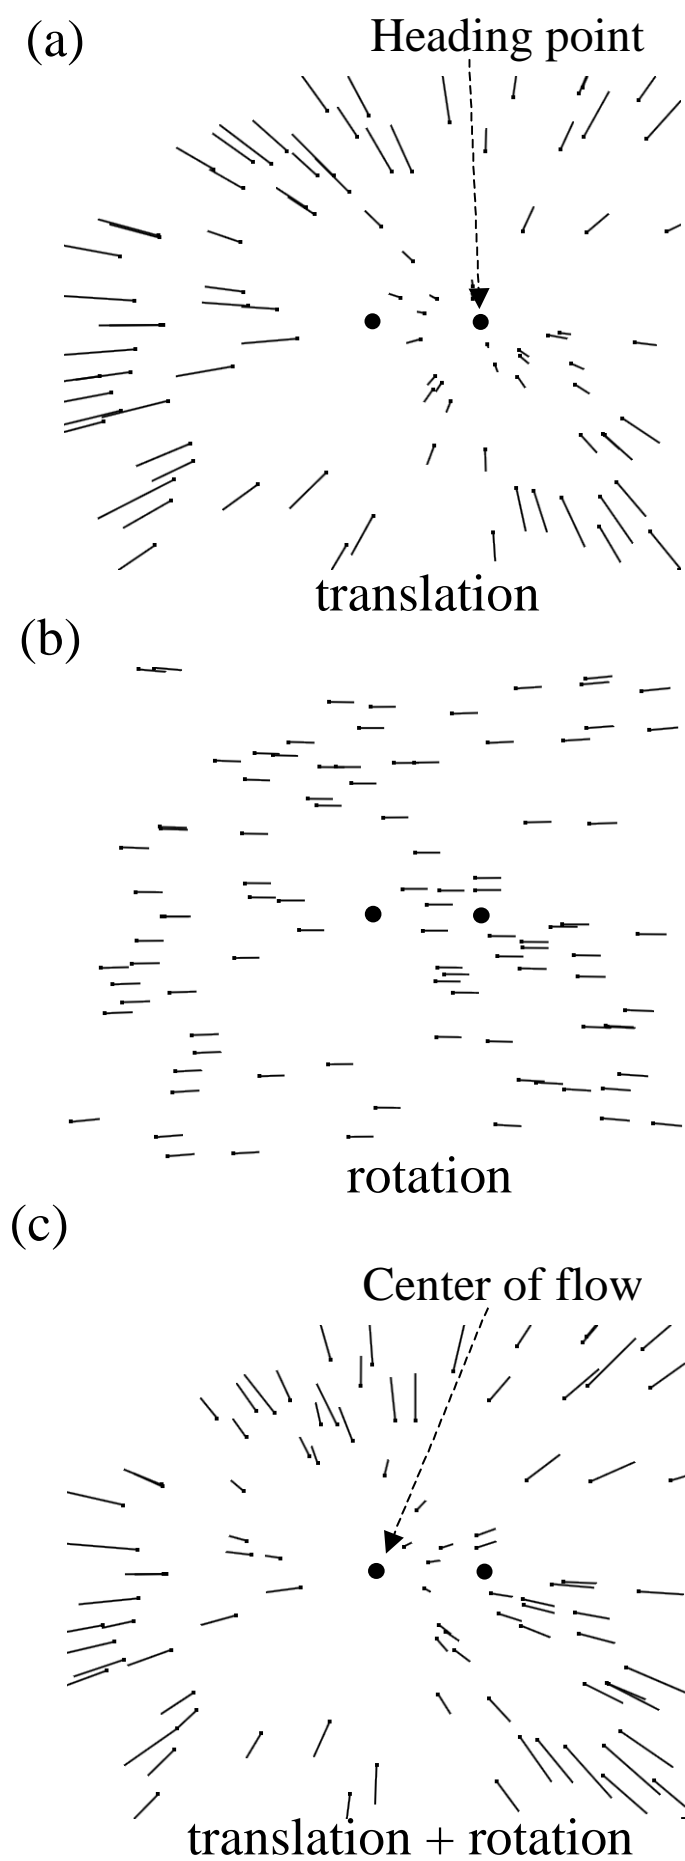 (a)
Heading point
translation
(b)
rotation
(c)
Center of flow
translation + rotation